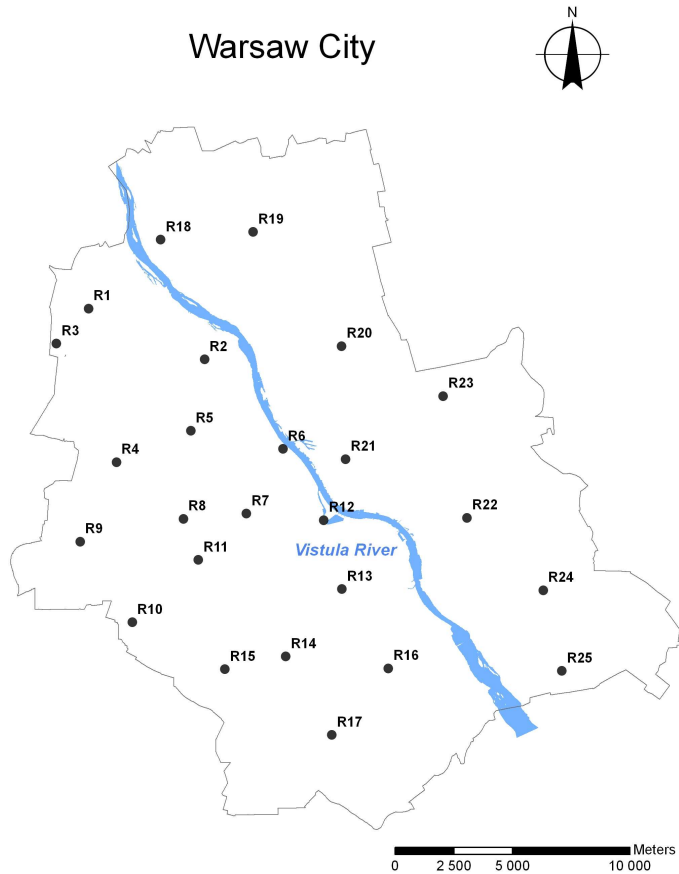 N
Warsaw City
R19
R18
R1
R3
R20
R2
R23
R5
R6
R21
R4
R8
R7
R12
R22
R9
Vistula River
R11
R13
R24
R10
R14
R15
R16
R25
R17
Meters
0 2 500 5 000 10 000